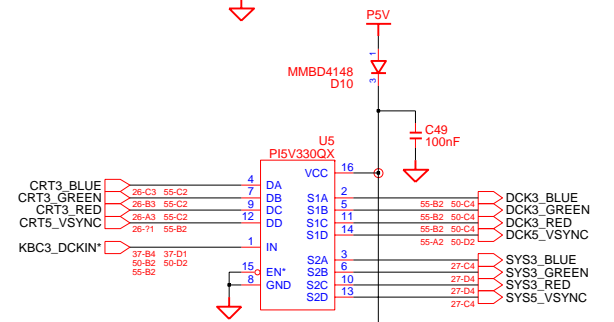 P5V
1
MMBD4148
D10
3
C49
100nF
U5
PI5V330QX
VCC 16
CRT3_BLUE 26-C3 55-C2 4 DA
CRT3_GREEN 26-B3 55-C2 7 DB
CRT3_RED 26-A3 55-C2 9 DC
CRT5_VSYNC 26-?1 55-B2 12 DD
S1A 2 DCK3_BLUE
S1B 5 55-B2 50-C4 DCK3_GREEN
S1C 11 55-B2 50-C4 DCK3_RED
S1D 14 55-B2 50-C4 DCK5_VSYNC
55-A2 50-D2
KBC3_DCKIN* 1 IN
37-B4 37-D1
50-B2 50-D2
55-B2
S2A 3 SYS3_BLUE
15 EN* S2B 6 27-C4 SYS3_GREEN
8 GND S2C 10 27-D4 SYS3_RED
S2D 13 27-D4 SYS5_VSYNC
27-C4